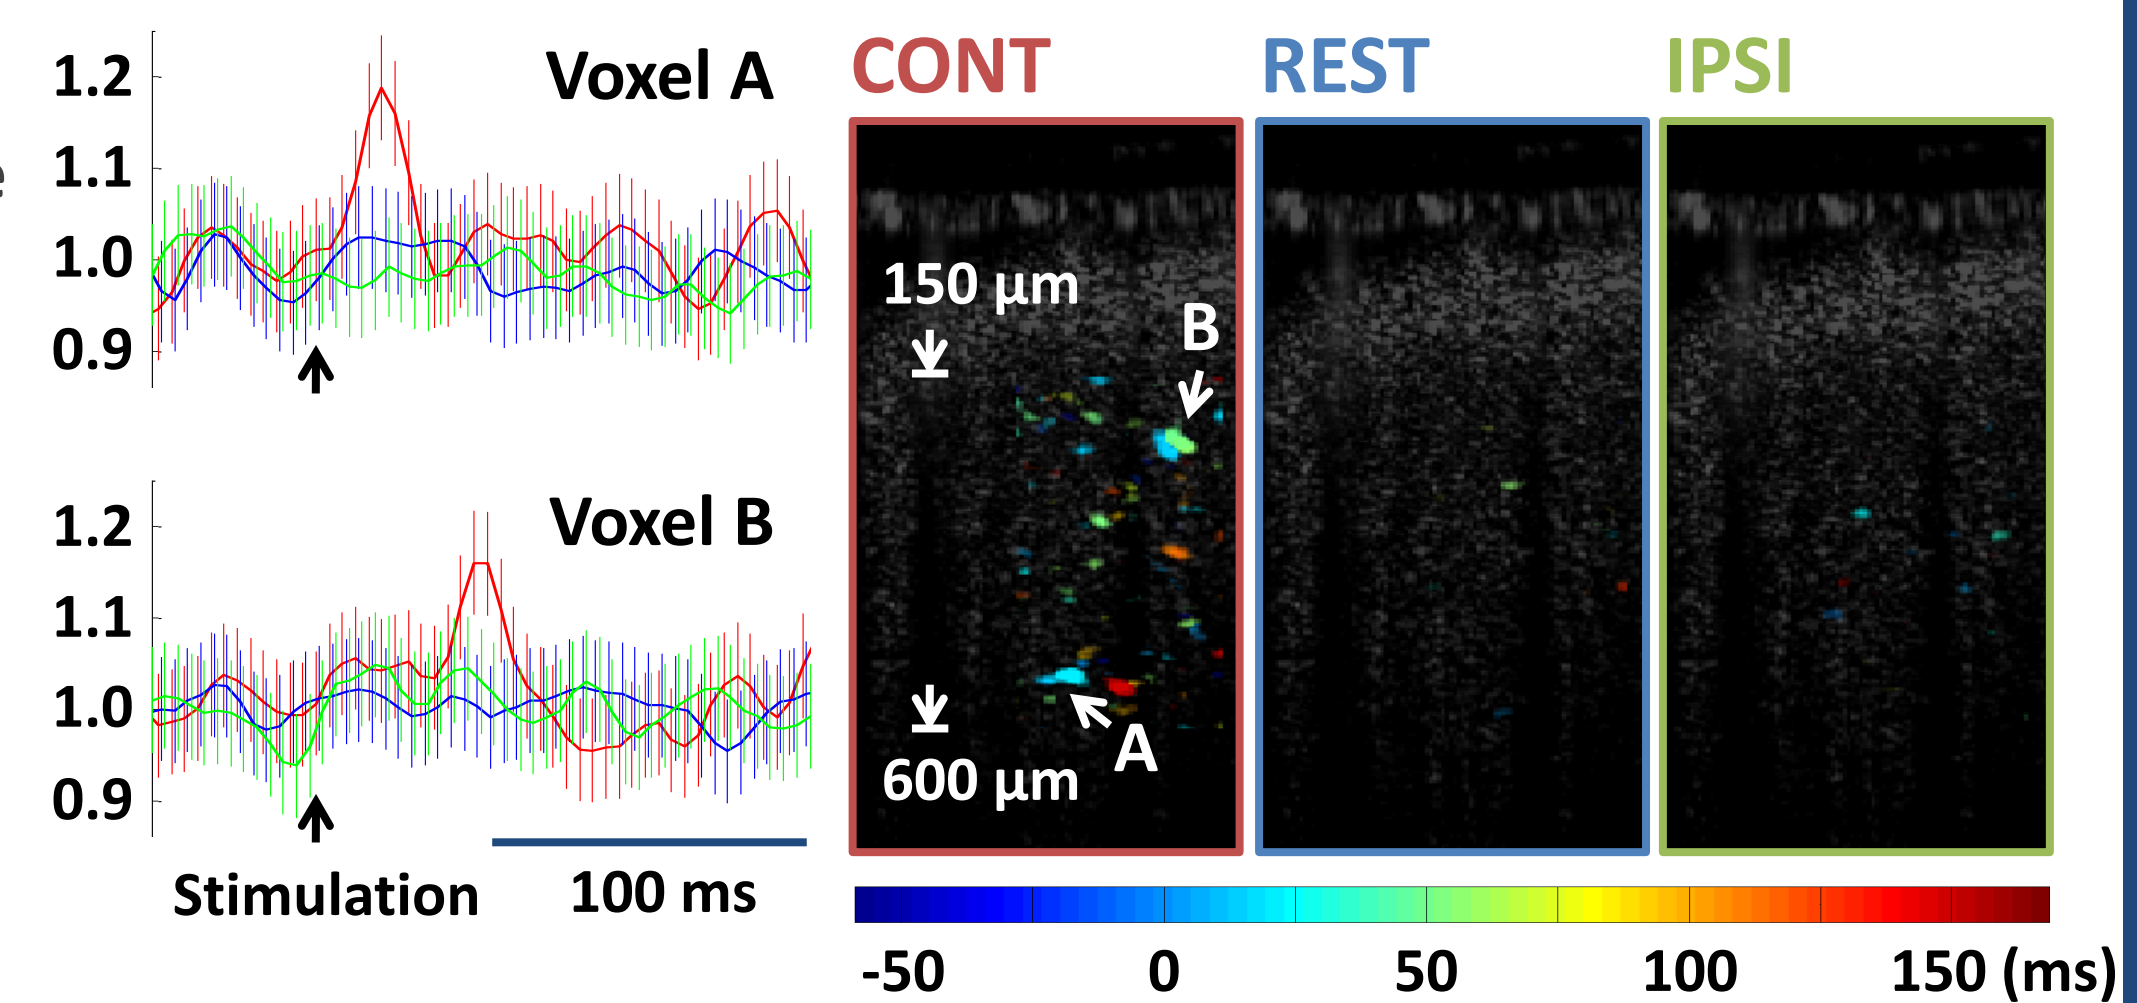 Voxel A
1.2
1.1
1.0
0.9
Voxel B
1.2
1.1
1.0
0.9
Stimulation
100 ms
CONT
REST
IPSI
150 µm
B
A
600 µm
-50 0 50 100 150 (ms)